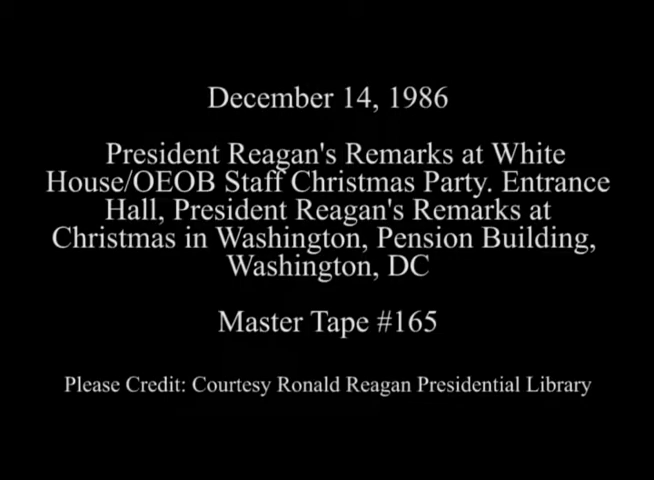 December 14, 1986
President Reagan's Remarks at White
House/OEOB Staff Christmas Party. Entrance
Hall, President Reagan's Remarks at
Christmas in Washington, Pension Building,
Washington, DC
Master Tape #165
Please Credit: Courtesy Ronald Reagan Presidential Library